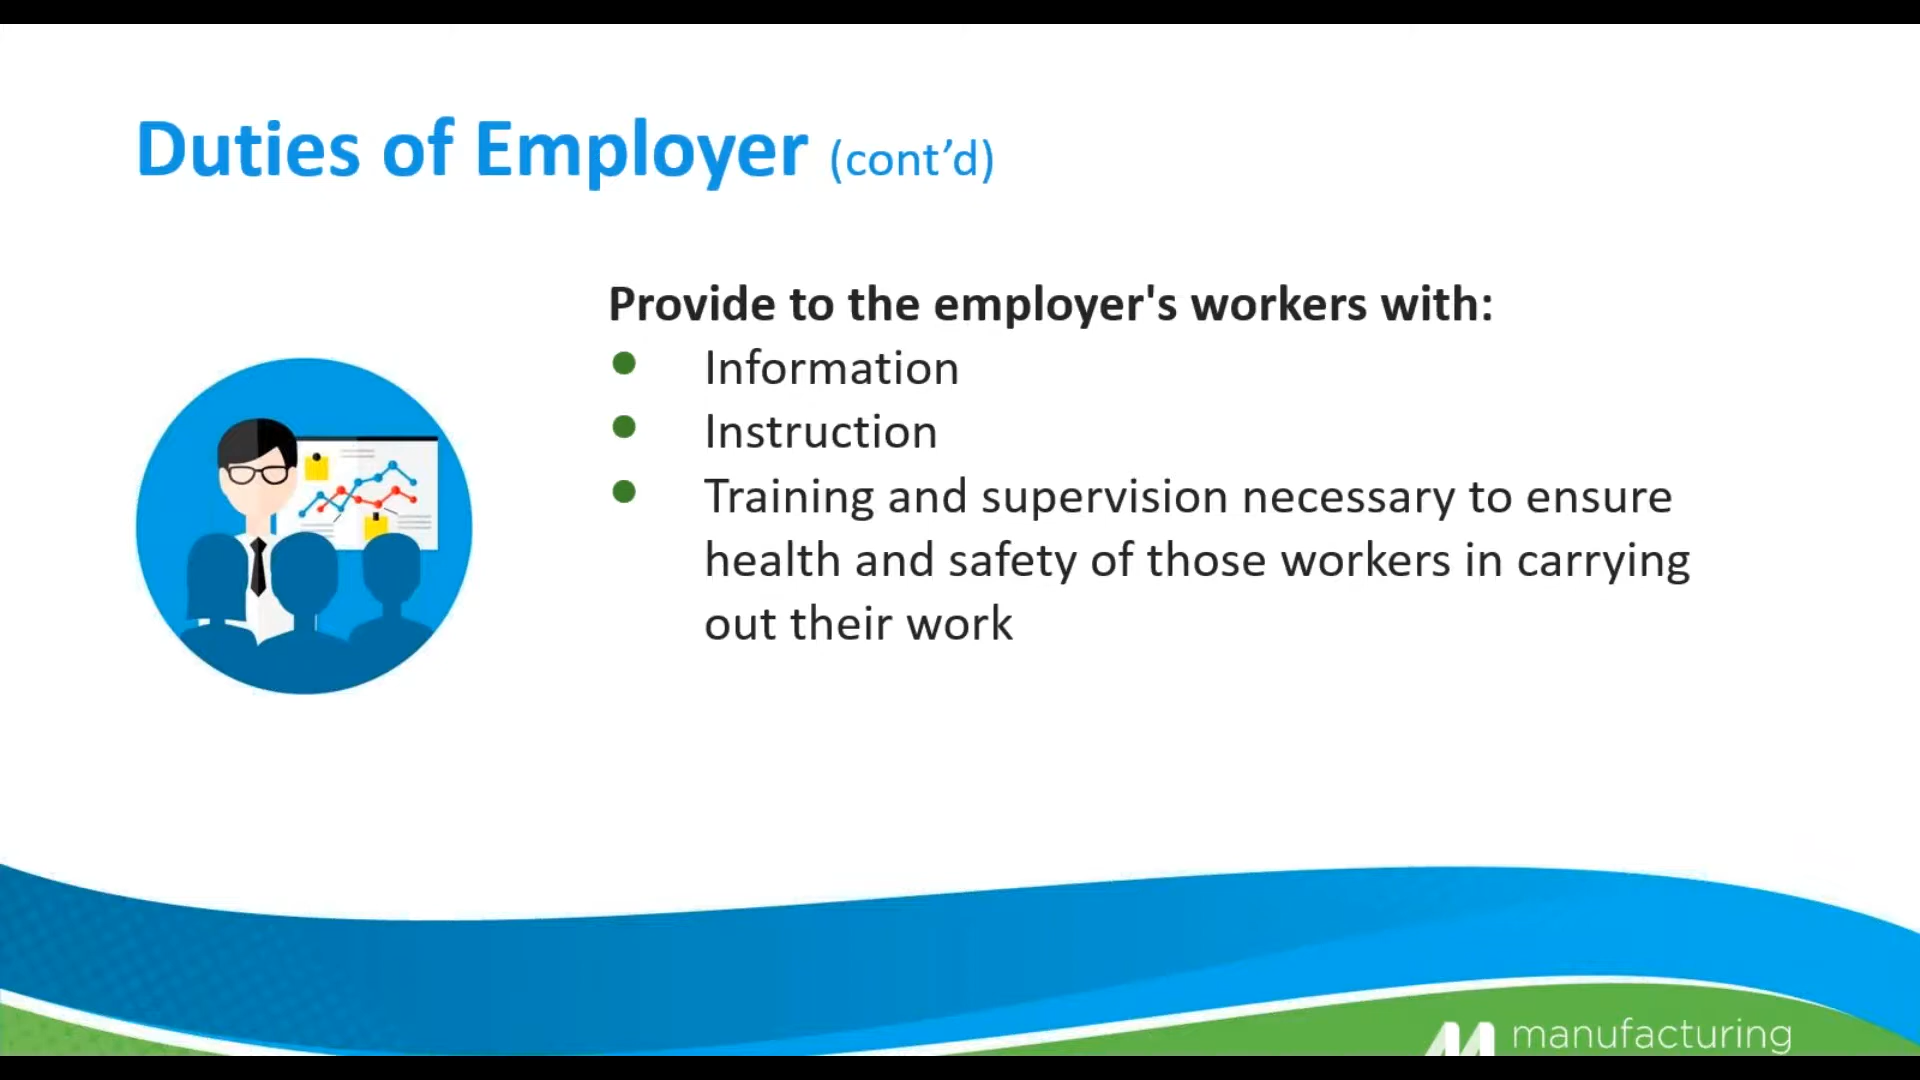 Duties of Employer (cont’d)
Provide to the employer's workers with:
Information
Instruction
Training and supervision necessary to ensure
health and safety of those workers in carrying
out their work
manufacturing